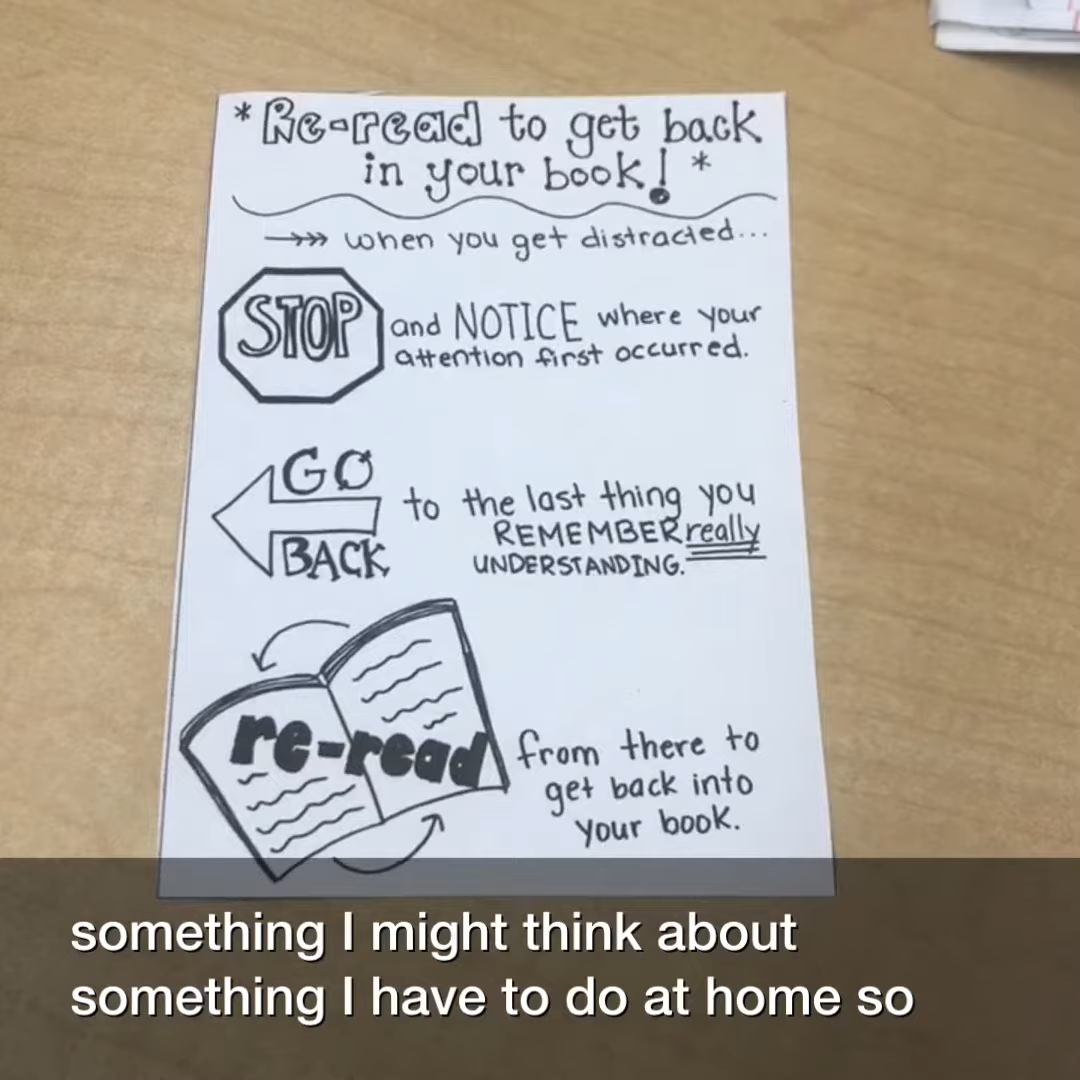 *Re-read to get back
in your book! *
when you get distracted...
STOP and NOTICE where your
attention first occurred.
GO
BACK
to the last thing you
REMEMBER really
UNDERSTANDING.
re-read
from there to
get back into
your book.
something I might think about
something I have to do at home so